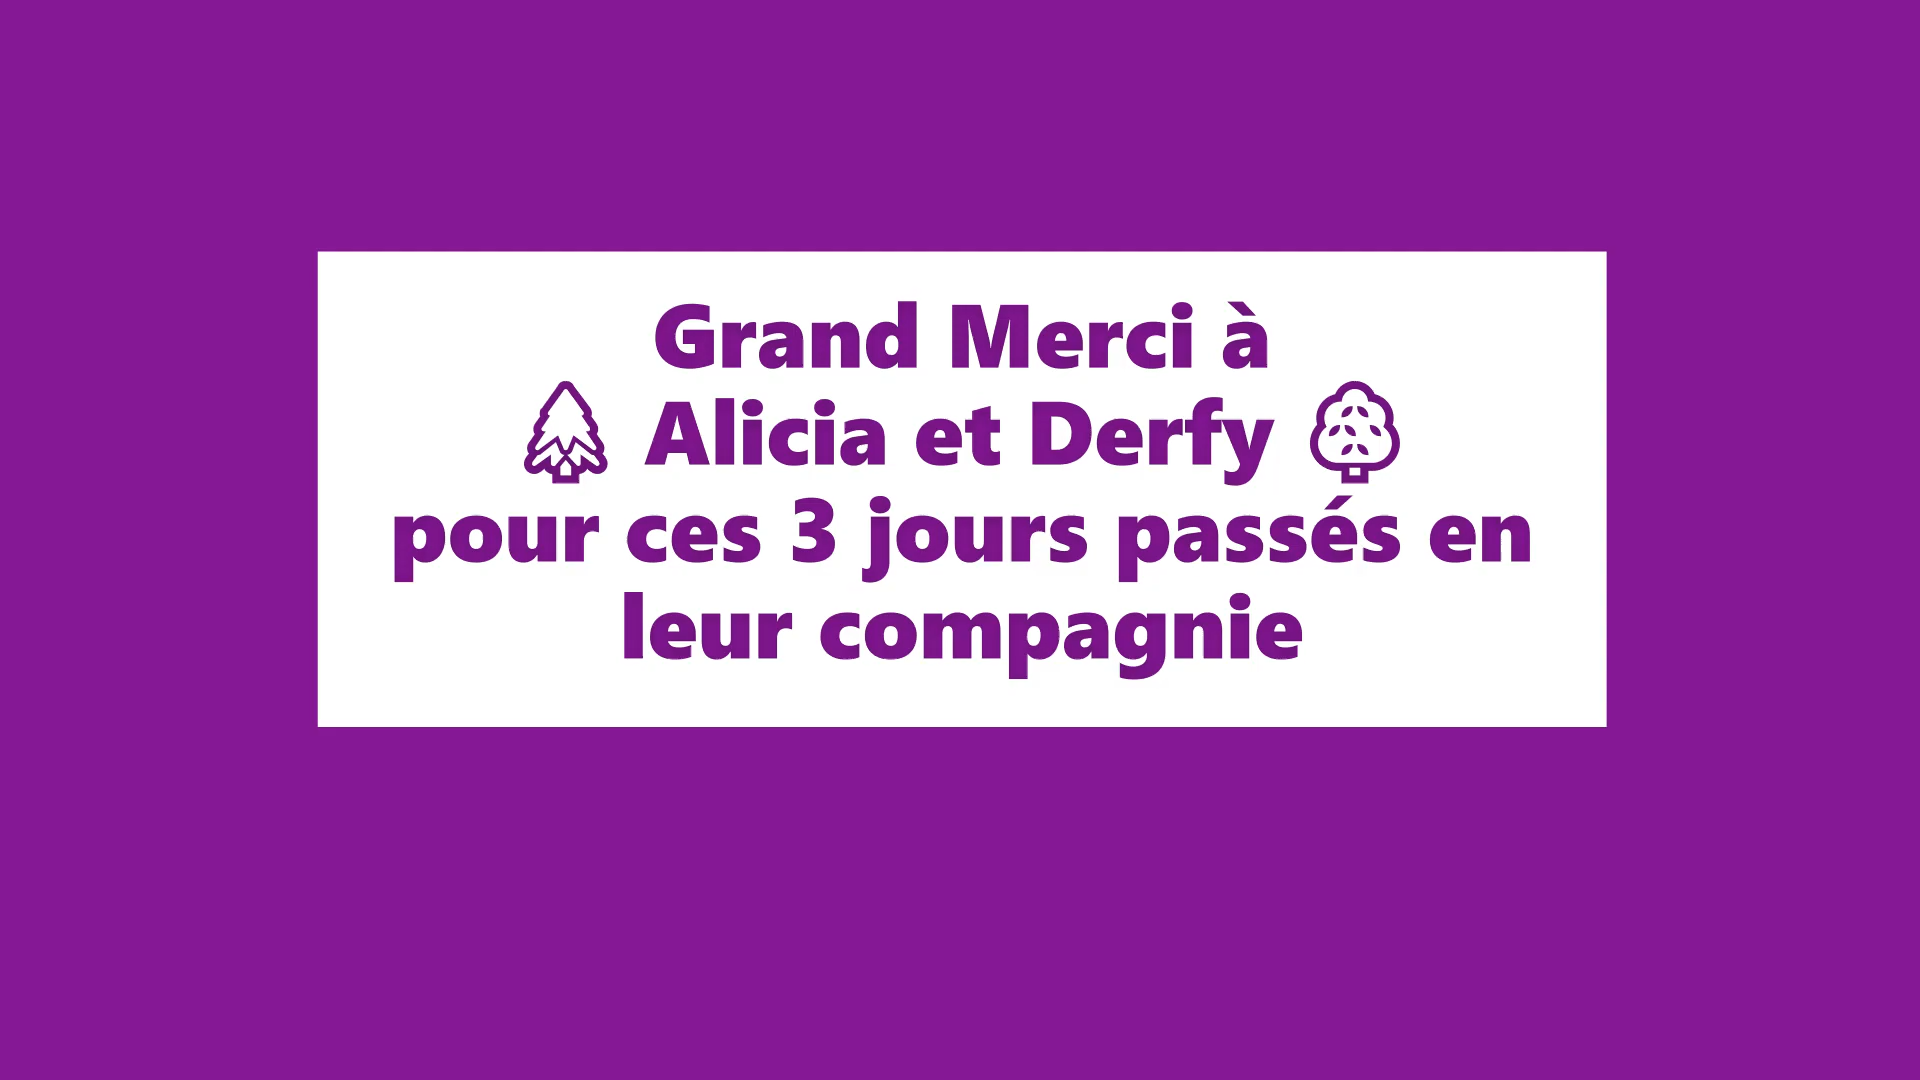 Grand Merci à
🌲 Alicia et Derfy 🌳
pour ces 3 jours passés en
leur compagnie